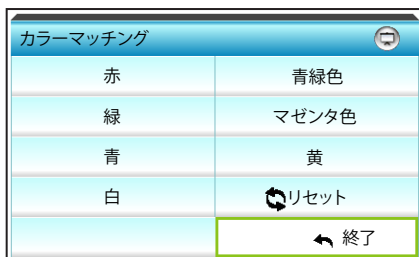 カラーマッチング
赤 青緑色
緑 マゼンタ色
青 黄
白 リセット
終了